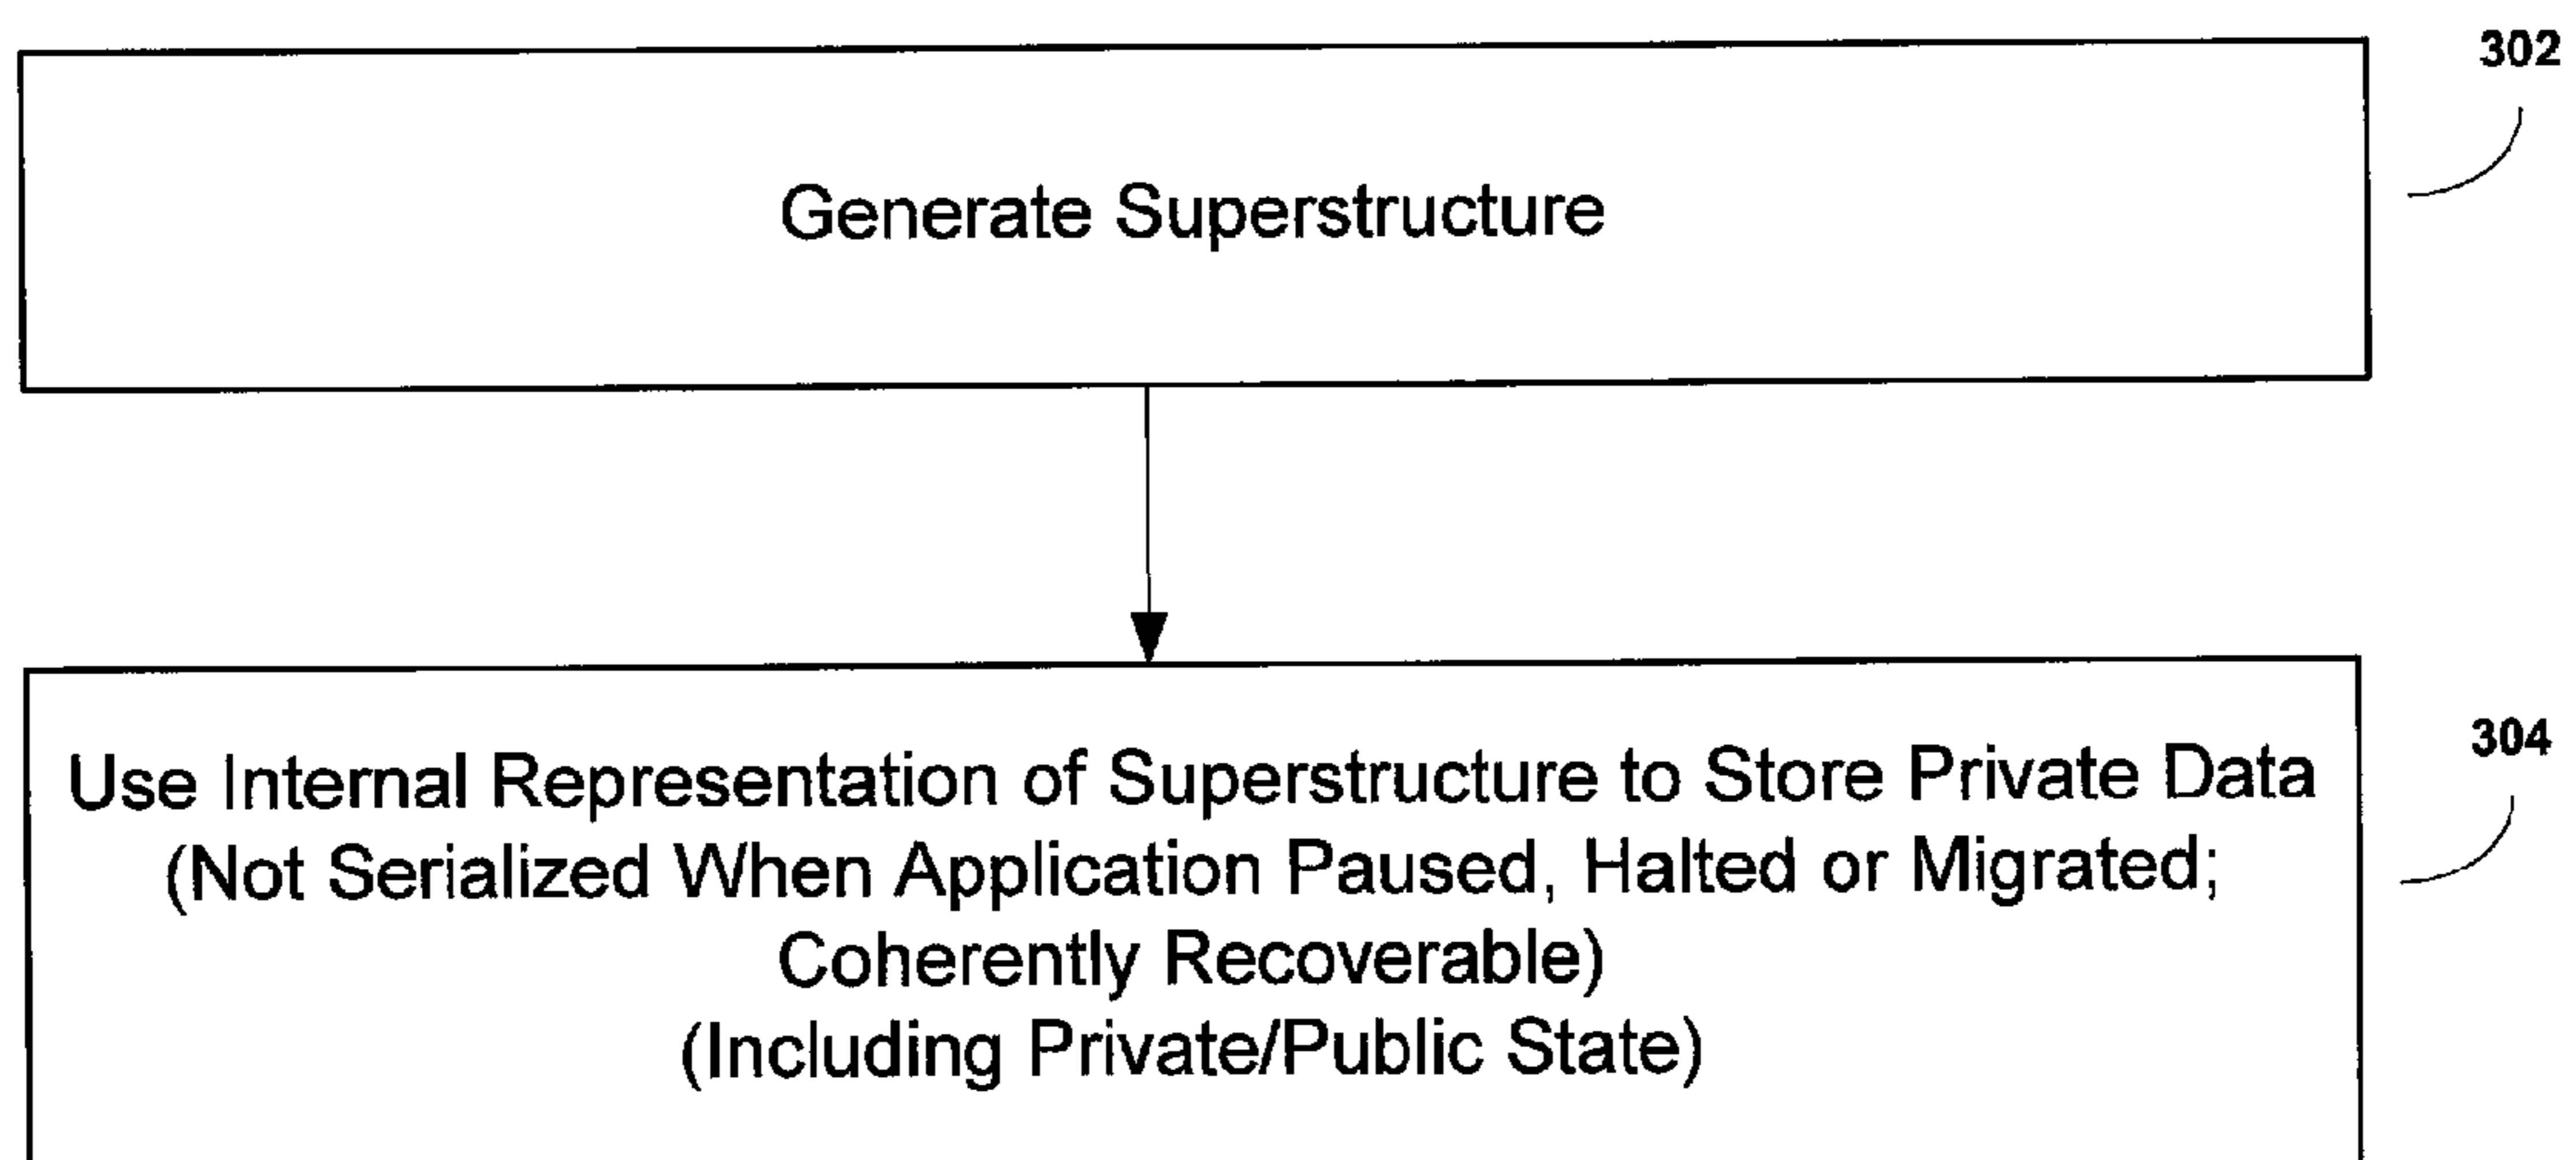 302
Generate Superstructure
304
Use Internal Representation of Superstructure to Store Private Data
(Not Serialized When Application Paused, Halted or Migrated;
Coherently Recoverable)
(Including Private/Public State)